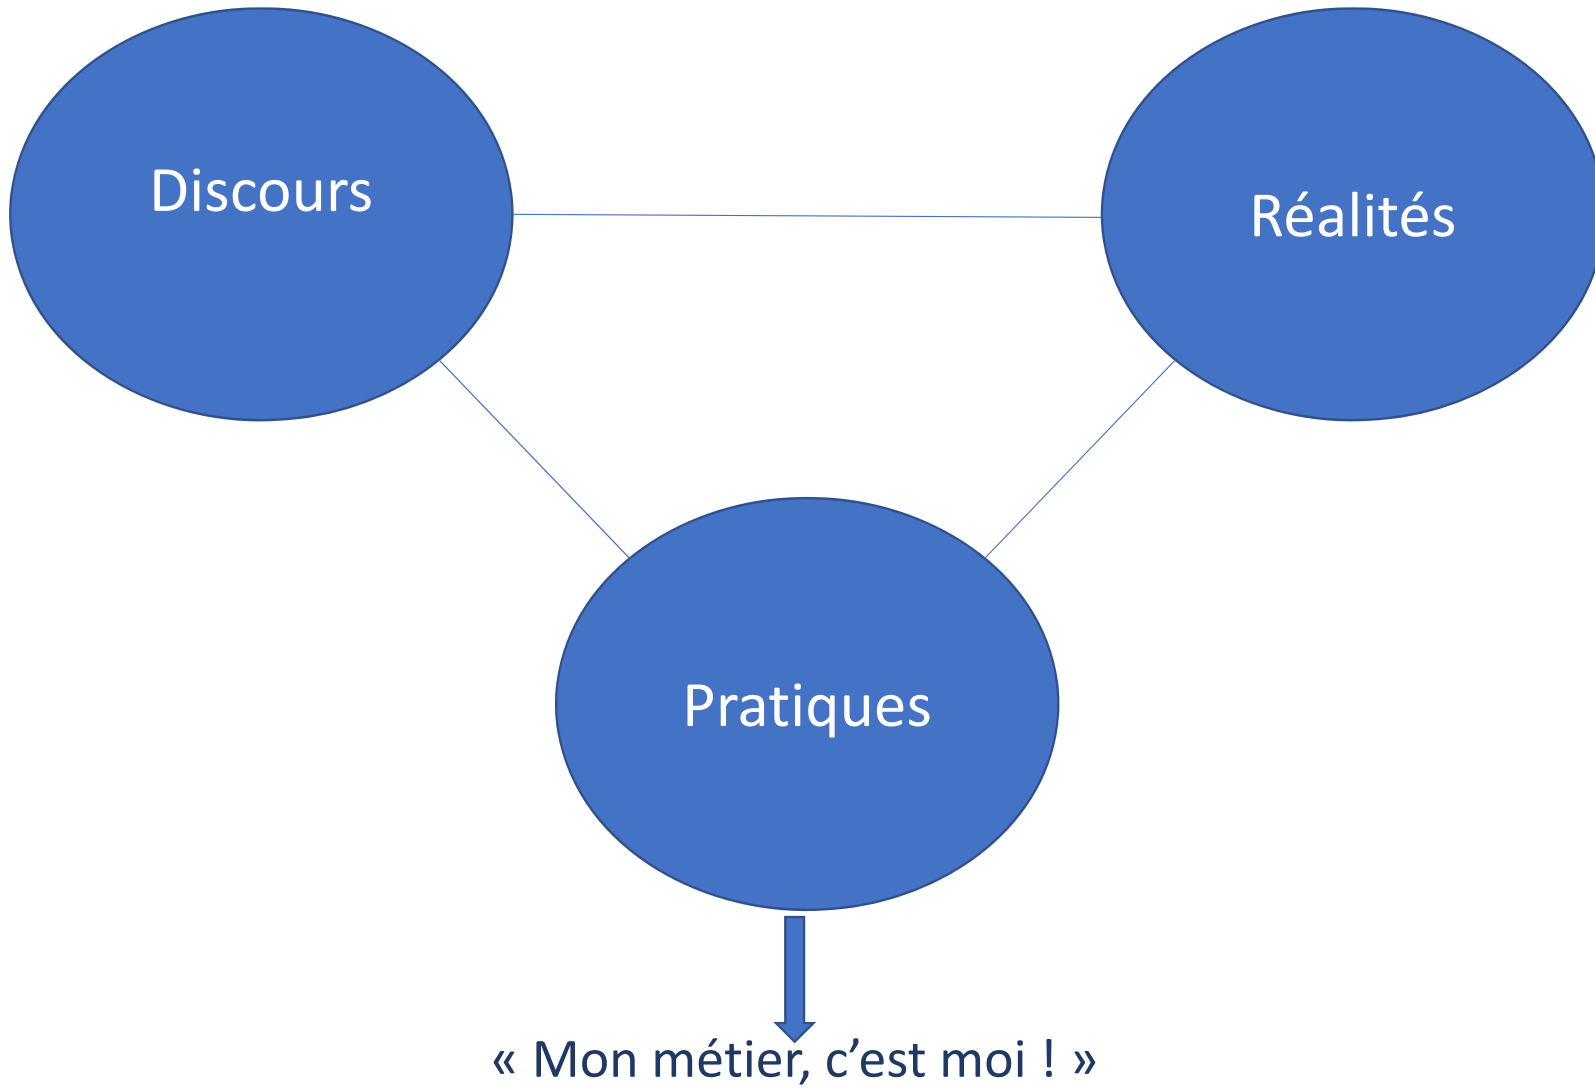 Discours
Réalités
Pratiques
« Mon métier, c’est moi ! »